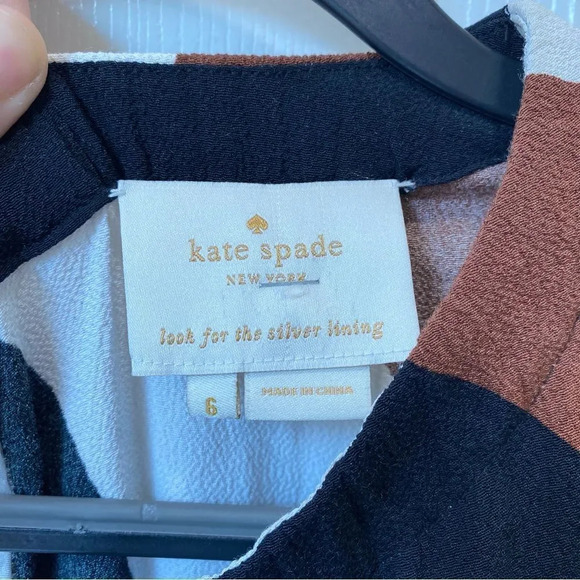 kate spade
NEW YORK
look for the silver lining
6
MADE IN CHINA